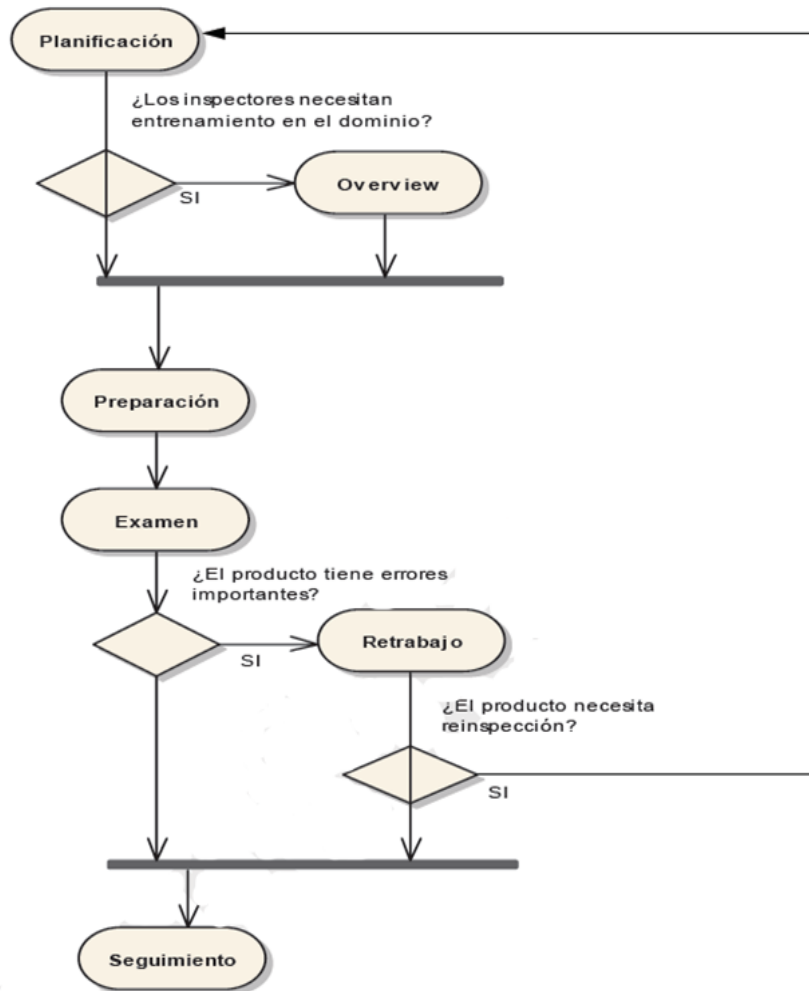 Planificación
¿Los inspectores necesitan
entrenamiento en el dominio?
SI
Overview
Preparación
Examen
¿El producto tiene errores
importantes?
SI
Retrabajo
¿El producto necesita
reinspección?
SI
Seguimiento